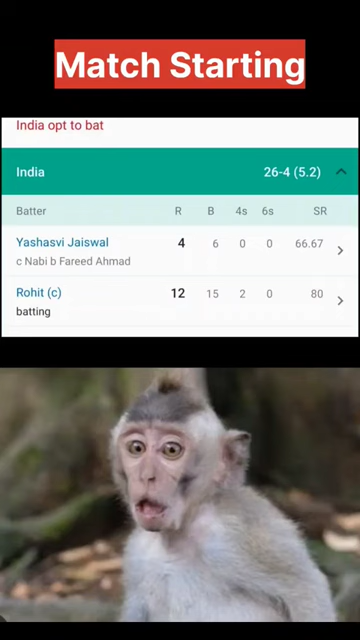 Match Starting
India opt to bat
India 26-4 (5.2)
Batter R B 4s 6s SR
Yashasvi Jaiswal 4 6 0 0 66.67
c Nabi b Fareed Ahmad
Rohit (c) 12 15 2 0 80
batting